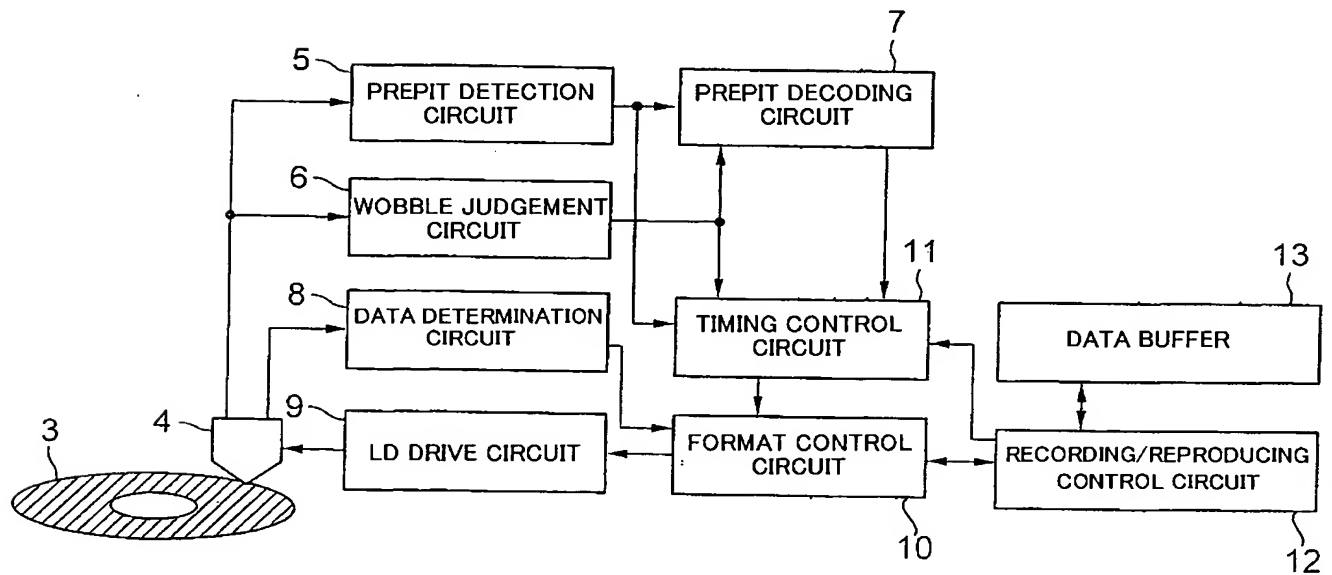 7
5
PREPIT DETECTION
CIRCUIT
PREPIT DECODING
CIRCUIT
6
WOBBLE JUDGEMENT
CIRCUIT
11
13
8
DATA DETERMINATION
CIRCUIT
TIMING CONTROL
CIRCUIT
DATA BUFFER
4
9
3
LD DRIVE CIRCUIT
FORMAT CONTROL
CIRCUIT
RECORDING/REPRODUCING
CONTROL CIRCUIT
10
12